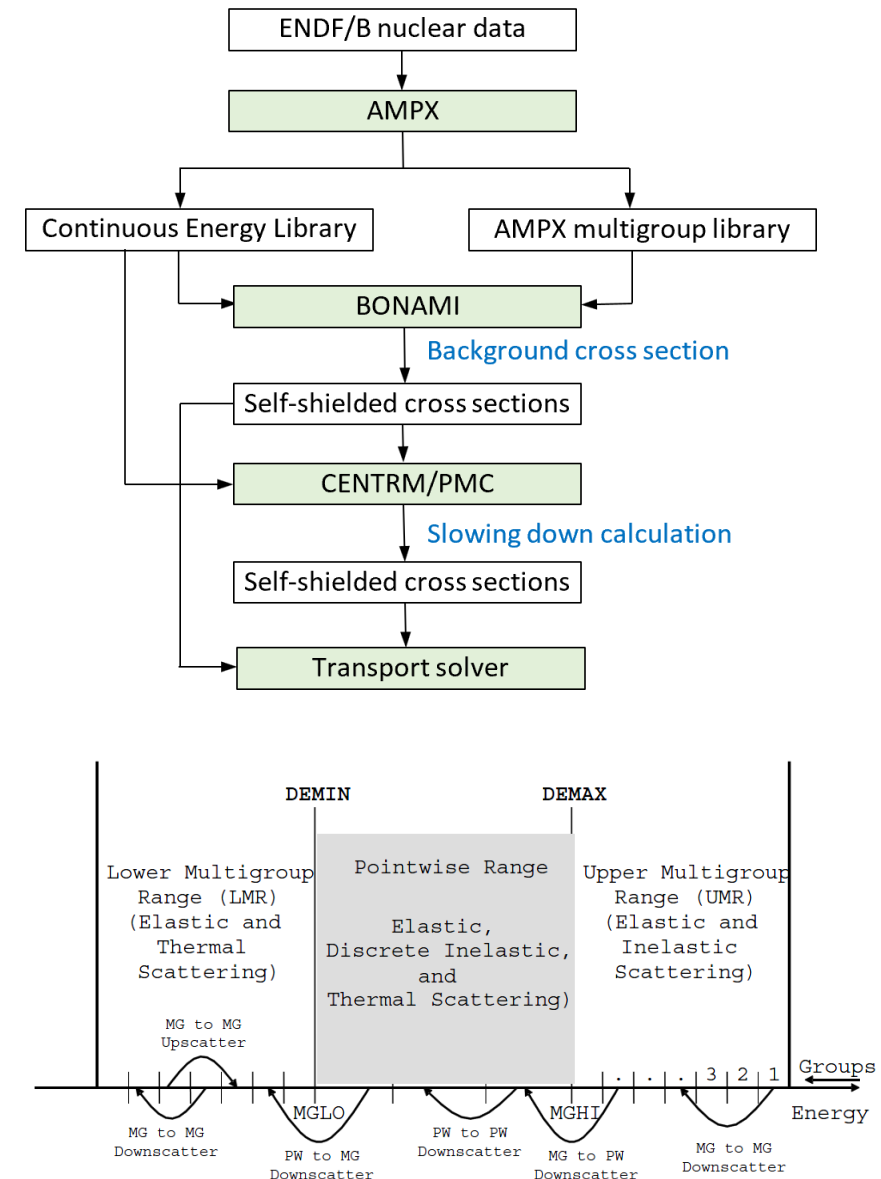 ENDF/B nuclear data
AMPX
Continuous Energy Library
AMPX multigroup library
BONAMI
Background cross section
Self-shielded cross sections
CENTRM/PMC
Slowing down calculation
Self-shielded cross sections
Transport solver
DEMIN
DEMAX
Lower Multigroup
Range (LMR)
(Elastic and
Thermal
Scattering)
Pointwise Range
Elastic,
Discrete Inelastic,
and
Thermal Scattering)
Upper Multigroup
Range (UMR)
(Elastic and
Inelastic
Scattering)
MG to MG
Upscatter
. . . 3 2 1
Groups
Energy
MGLO
MGHI
MG to MG
Downscatter
PW to MG
Downscatter
PW to PW
Downscatter
MG to PW
Downscatter
MG to MG
Downscatter